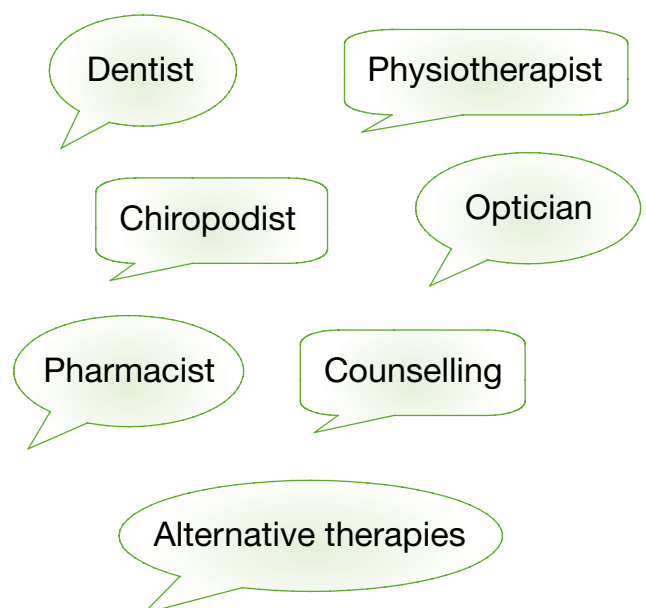 Dentist
Physiotherapist
Chiropodist
Optician
Pharmacist
Counselling
Alternative therapies